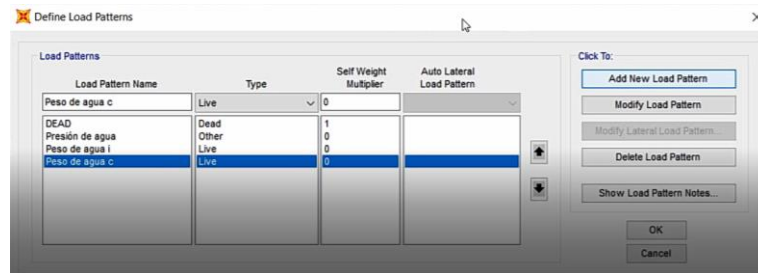 Define Load Patterns
Load Patterns
Click To:
Load Pattern Name Type Self Weight Multiplier Auto Lateral Load Pattern
Peso de agua c Live 0
DEAD Dead 1
Presión de agua Other 0
Peso de agua i Live 0
Peso de agua c Live 0
Add New Load Pattern
Modify Load Pattern
Modify Lateral Load Pattern...
Delete Load Pattern
Show Load Pattern Notes...
OK
Cancel